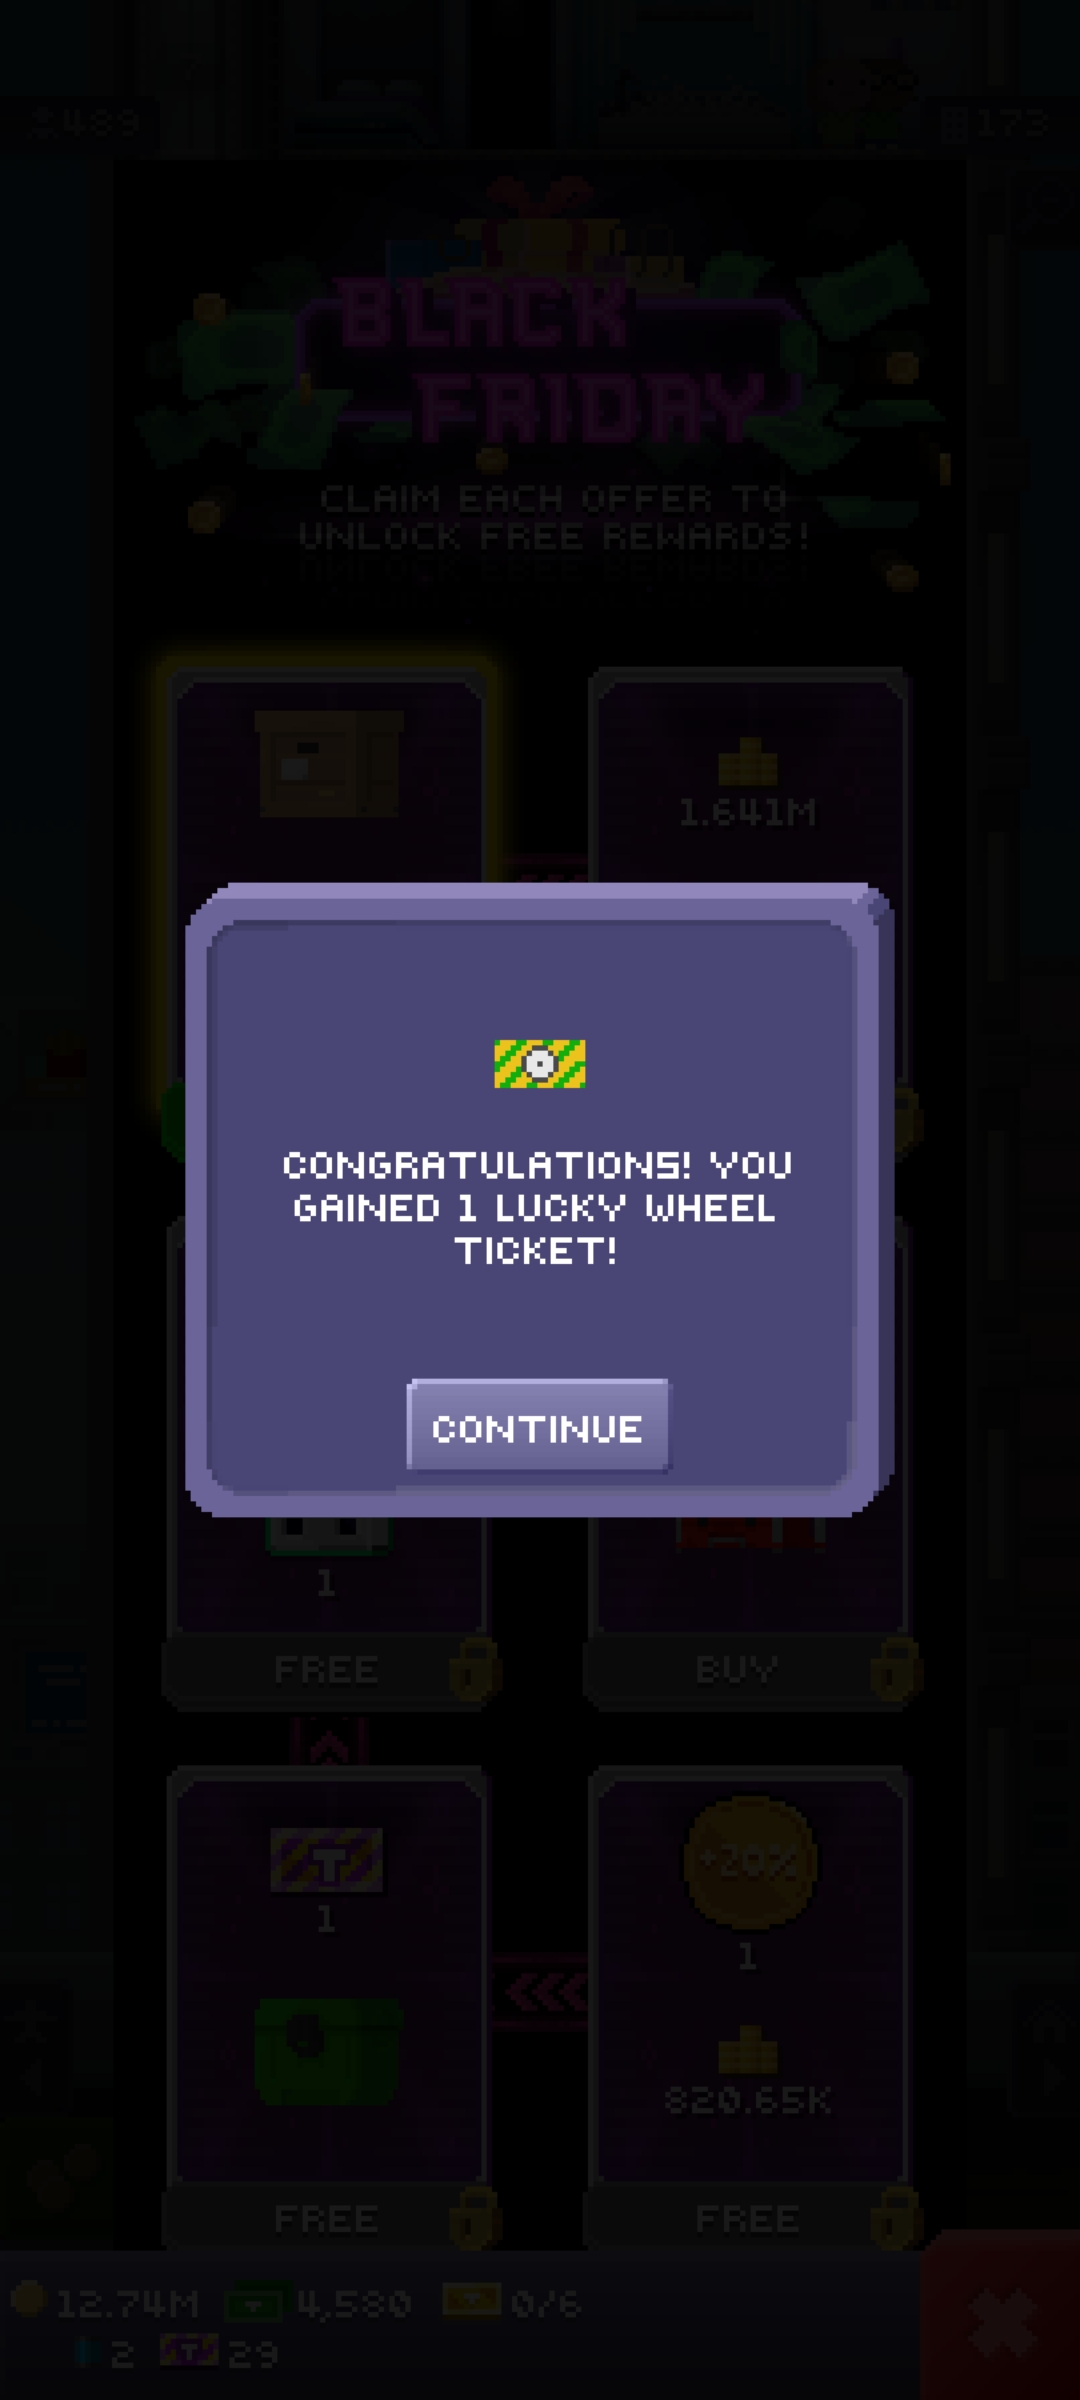 489
173
BLACK
FRIDAY
CLAIM EACH OFFER TO
UNLOCK FREE REWARDS!
1.641M
CONGRATULATIONS! YOU
GAINED 1 LUCKY WHEEL
TICKET!
CONTINUE
1
FREE
BUY
T
1
+20%
1
820.65K
FREE
FREE
12.74M
4,580
0/6
2
T
29